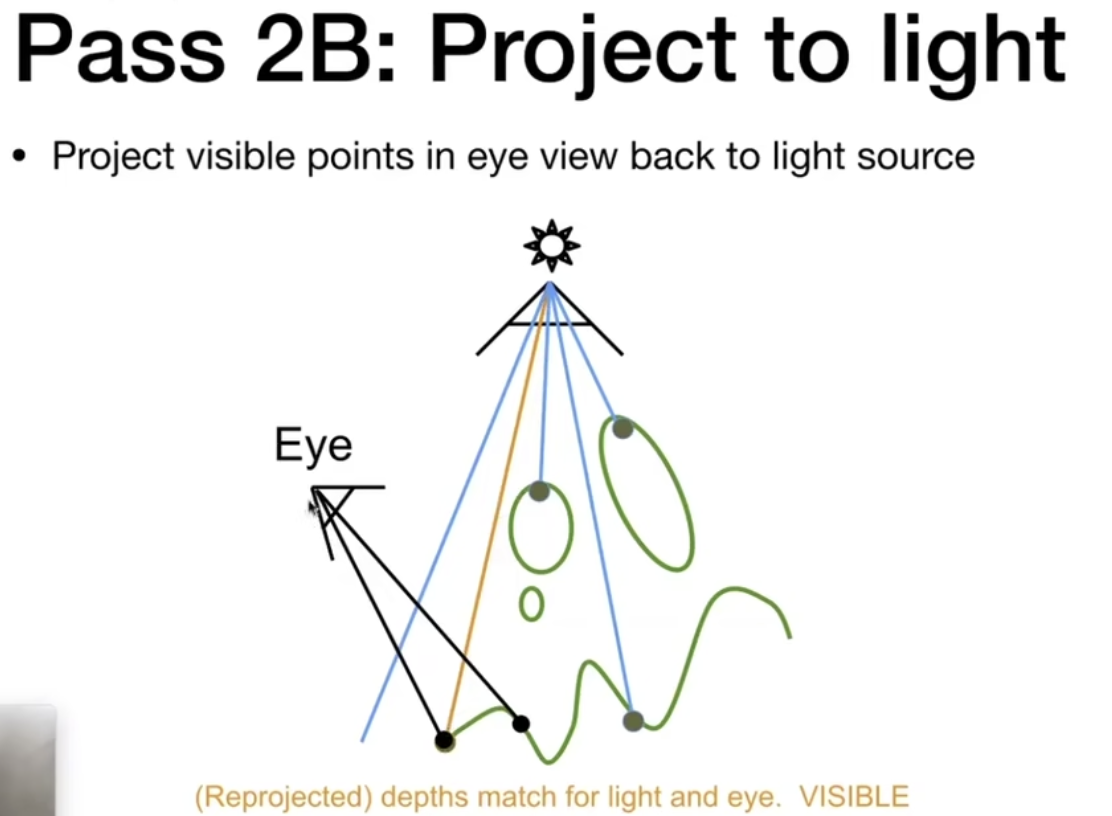 Pass 2B: Project to light
• Project visible points in eye view back to light source
Eye
(Reprojected) depths match for light and eye. VISIBLE